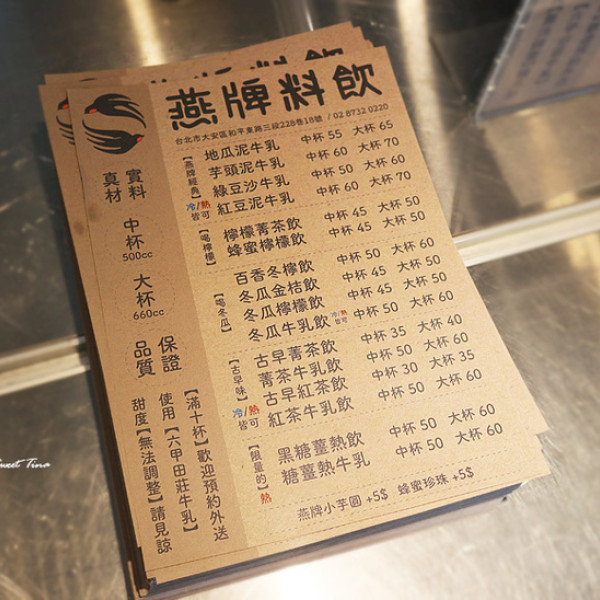 燕牌料飲
台北市大安區和平東路三段228巷18號 / 02 8732 0220
真材實料
中杯
500cc
大杯
660cc
品質保證
【燕牌經典】
冷/熱
皆可
地瓜泥牛乳 中杯 55 大杯 65
芋頭泥牛乳 中杯 60 大杯 70
綠豆沙牛乳 中杯 50 大杯 60
紅豆泥牛乳 中杯 60 大杯 70
【喝檸檬】
檸檬菁茶飲 中杯 45 大杯 50
蜂蜜檸檬飲 中杯 45 大杯 50
【喝冬瓜】
百香冬檸飲 中杯 50 大杯 60
冬瓜金桔飲 中杯 45 大杯 50
冬瓜檸檬飲 中杯 45 大杯 50
冬瓜牛乳飲 冷/熱皆可 中杯 50 大杯 60
【古早味】
冷/熱
皆可
古早菁茶飲 中杯 35 大杯 40
菁茶牛乳飲 中杯 50 大杯 60
古早紅茶飲 中杯 30 大杯 35
紅茶牛乳飲 中杯 50 大杯 60
【限量的】
熱
黑糖薑熱飲 中杯 50 大杯 60
糖薑熱牛乳 中杯 50 大杯 60
燕牌小芋圓 +5$ 蜂蜜珍珠 +5$
【滿十杯】歡迎預約外送
使用【六甲田莊牛乳】
甜度【無法調整】請見諒
Sweet Tina